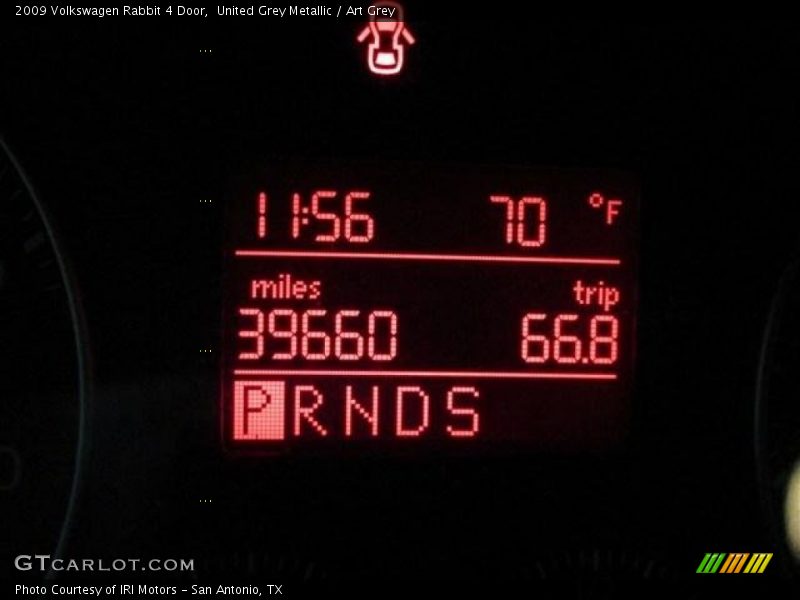 2009 Volkswagen Rabbit 4 Door,  United Grey Metallic / Art Grey
...
...
11:56 70 °F
miles trip
39660 66.8
...
P R N D S
...
GTCARLOT.COM
Photo Courtesy of IRI Motors - San Antonio, TX